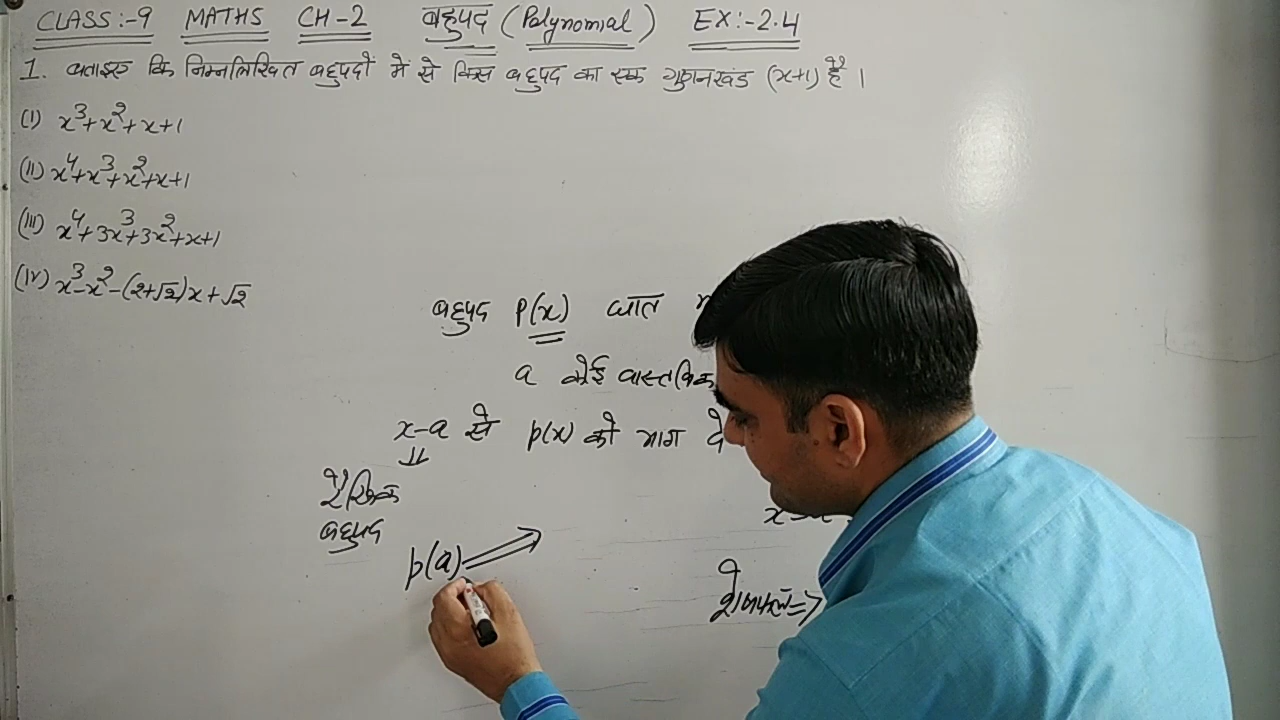 CLASS:-9 MATHS CH-2 बहुपद (Polynomial) EX:-2.4
1. बताइए कि निम्नलिखित बहुपदों में से किस बहुपद का एक गुणनखंड (x+1) है।
(I) x³+x²+x+1
(II) x⁴+x³+x²+x+1
(III) x⁴+3x³+3x²+x+1
(IV) x³-x²-(2+√2)x+√2
बहुपद P(x) घात
a कोई वास्तविक
x-a से p(x) को भाग दे
रैखिक
बहुपद
p(a)
शेषफल =>